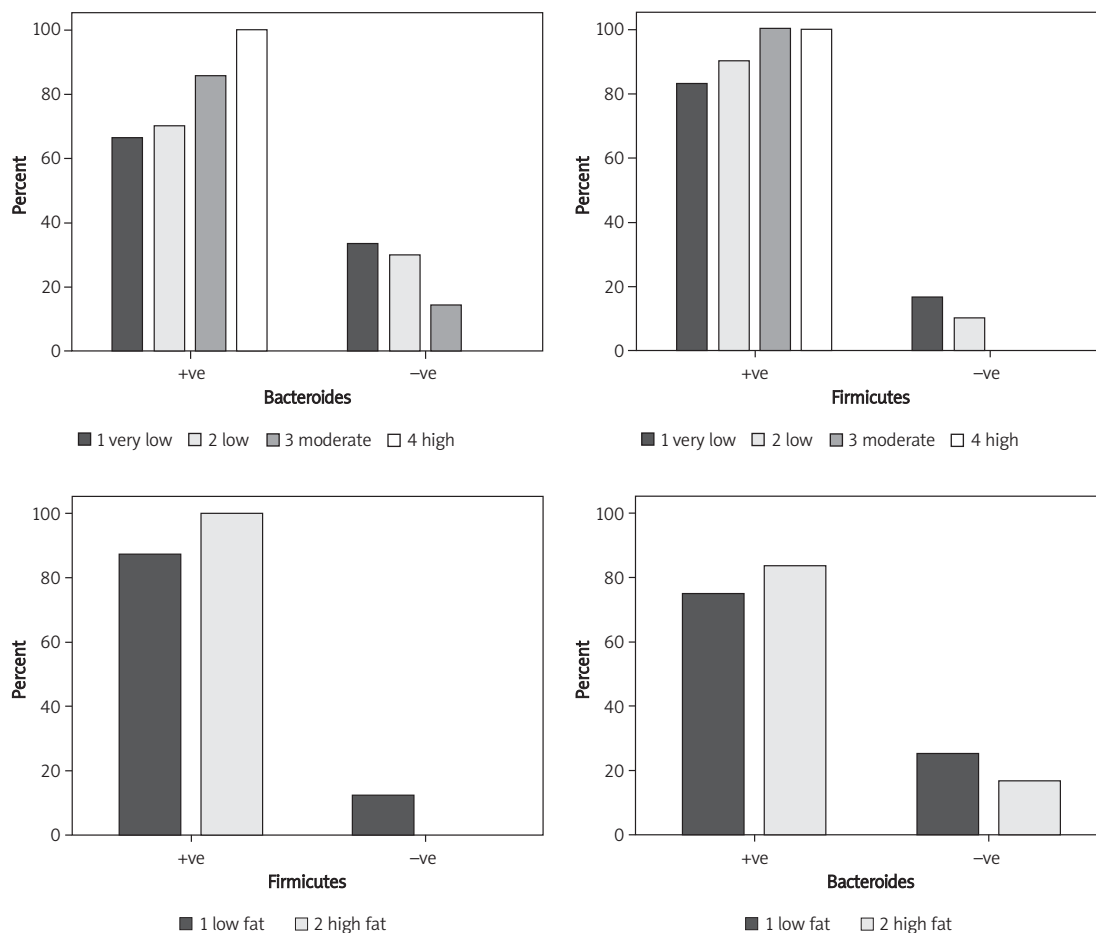 100
80
60
40
20
0
Percent
+ve –ve
Bacteroides
1 very low 2 low 3 moderate 4 high
100
80
60
40
20
0
Percent
+ve –ve
Firmicutes
1 very low 2 low 3 moderate 4 high
100
80
60
40
20
0
Percent
+ve –ve
Firmicutes
1 low fat 2 high fat
100
80
60
40
20
0
Percent
+ve –ve
Bacteroides
1 low fat 2 high fat